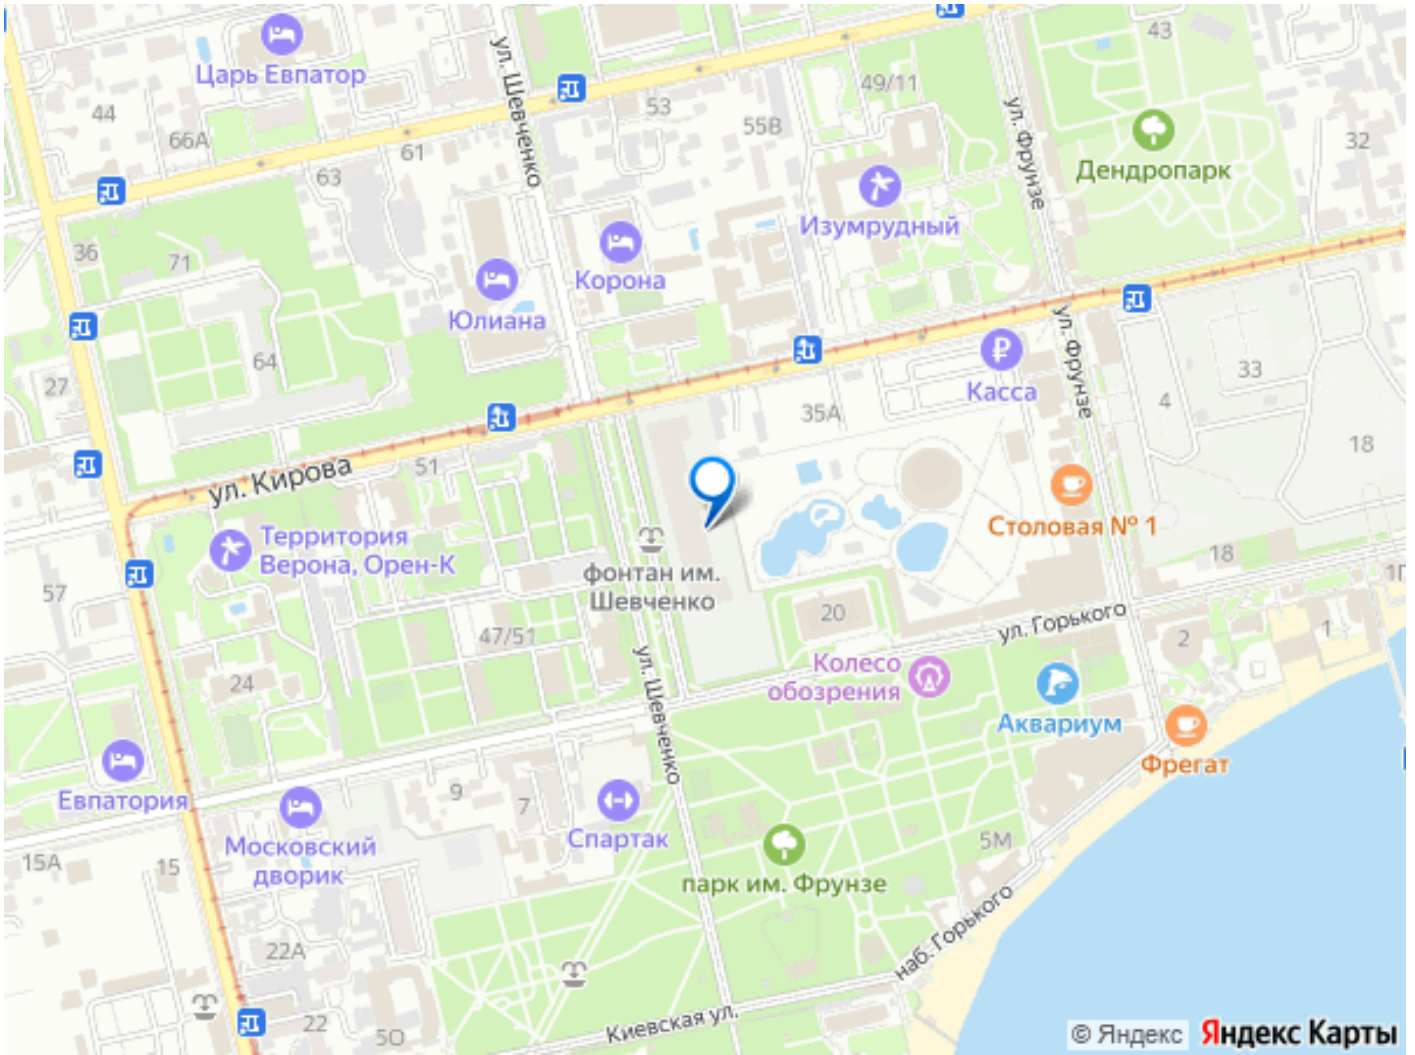 Царь Евпатор
ул. Шевченко
44
66А
61
63
53
55В
49/11
43
ул. Фрунзе
Дендропарк
32
Изумрудный
Корона
Юлиана
36
71
64
27
ул. Фрунзе
Касса
35А
33
4
18
ул. Кирова
51
Территория
Верона, Орен-К
57
фонтан им.
Шевченко
Столовая № 1
18
1
47/51
20
ул. Горького
2
24
ул. Шевченко
Колесо
обозрения
Аквариум
Фрегат
Евпатория
9
7
Спартак
Московский
дворик
15А
15
парк им. Фрунзе
5М
наб. Горького
22А
22
50
Киевская ул.
© Яндекс
Яндекс Карты